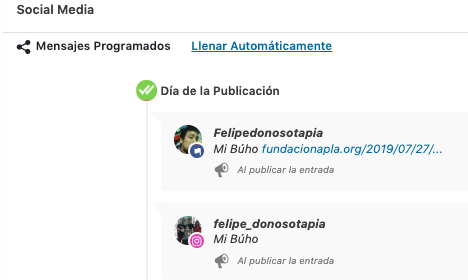 Social Media
Mensajes Programados Llenar Automáticamente
Día de la Publicación
Felipedonosotapia
Mi Búho fundacionapla.org/2019/07/27/...
Al publicar la entrada
felipe_donosotapia
Mi Búho
Al publicar la entrada